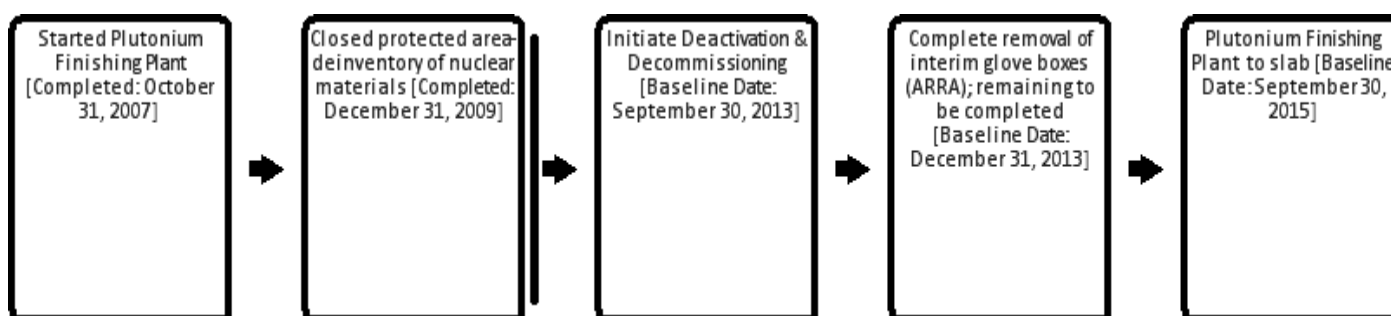 Started Plutonium
Finishing Plant
[Completed: October
31, 2007]
Closed protected area-
deinventory of nuclear
materials [Completed:
December 31, 2009]
Initiate Deactivation &
Decommissioning
[Baseline Date:
September 30, 2013]
Complete removal of
interim glove boxes
(ARRA); remaining to
be completed
[Baseline Date:
December 31, 2013]
Plutonium Finishing
Plant to slab [Baseline
Date: September 30,
2015]